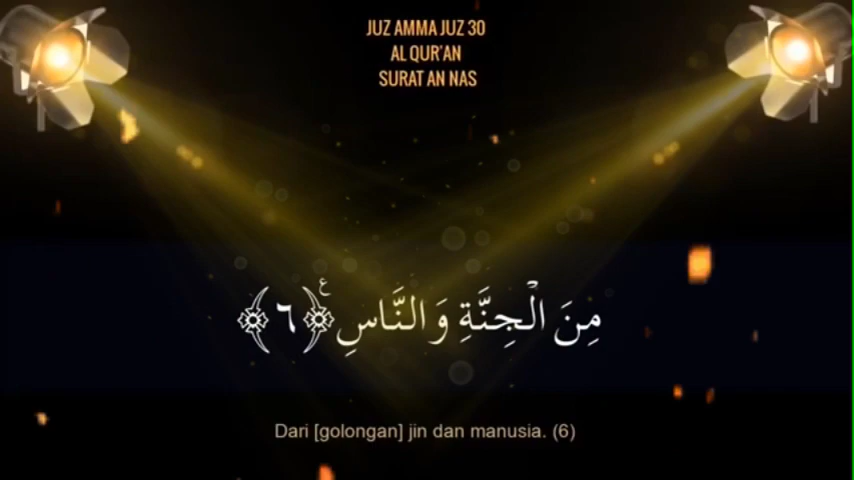 JUZ AMMA JUZ 30
AL QUR'AN
SURAT AN NAS
مِنَ الْجِنَّةِ وَالنَّاسِ ﴿٦﴾ ع
Dari [golongan] jin dan manusia. (6)